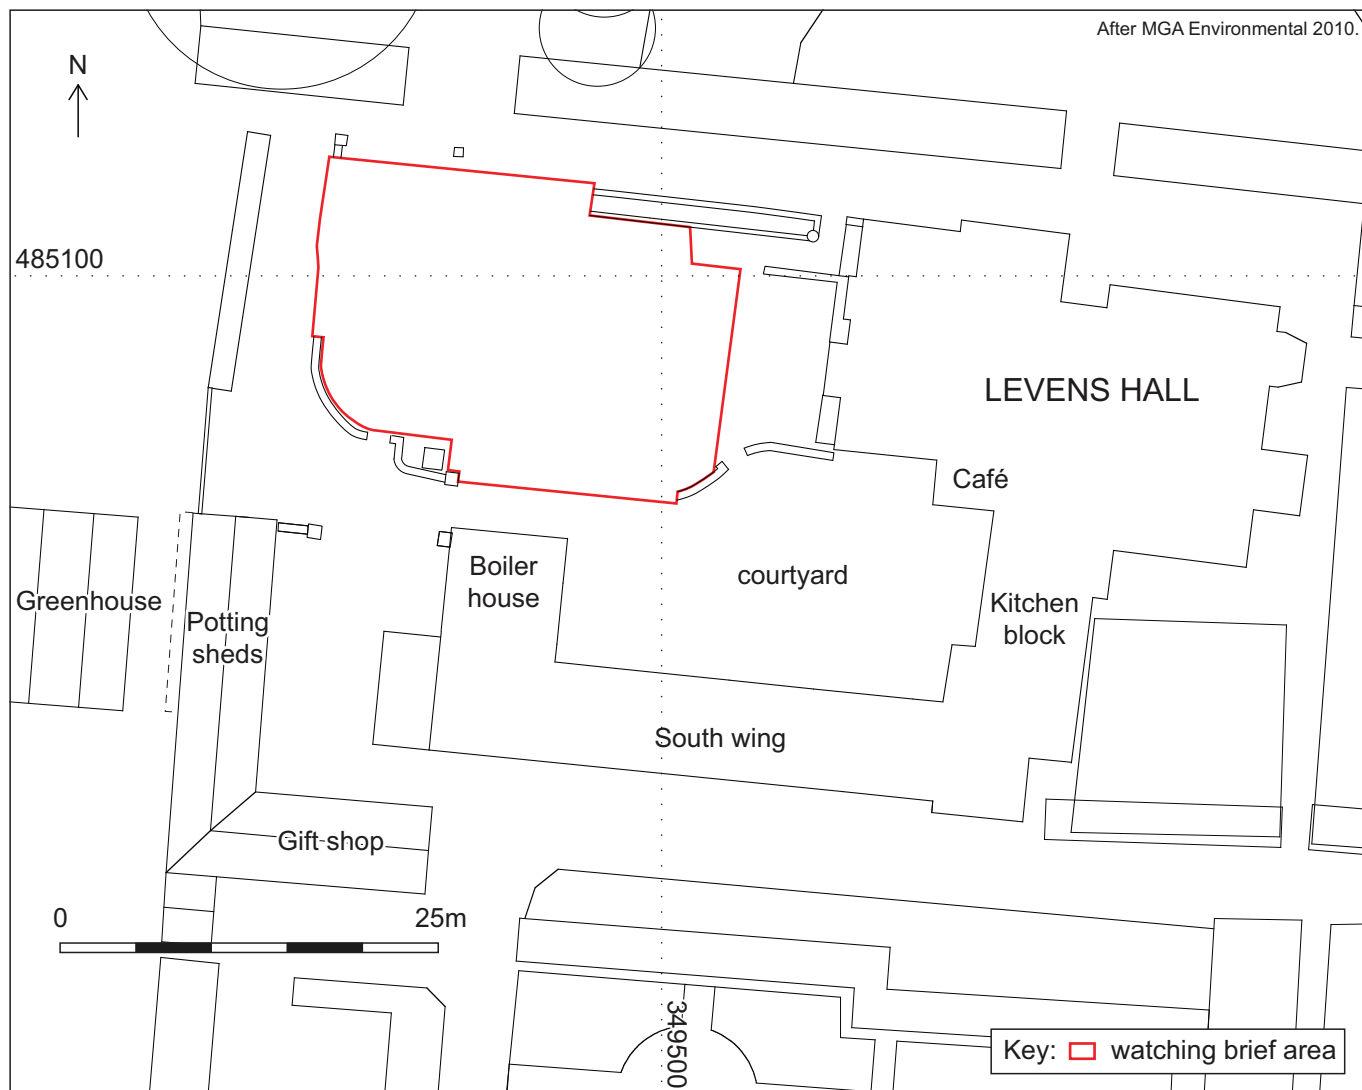 After MGA Environmental 2010.
N
485100
LEVENS HALL
Café
Boiler
house
courtyard
Greenhouse
Potting
sheds
Kitchen
block
South wing
Gift shop
0
25m
349500
Key:
watching brief area